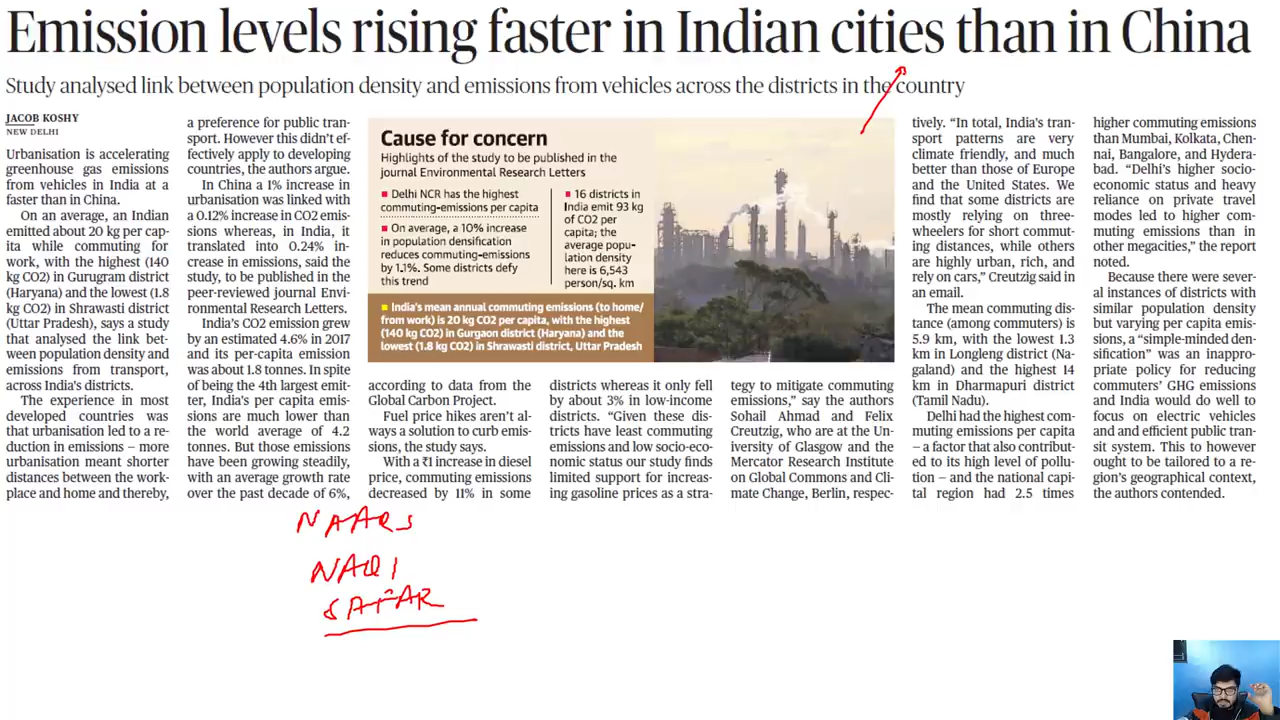 Emission levels rising faster in Indian cities than in China
Study analysed link between population density and emissions from vehicles across the districts in the country
JACOB KOSHY
NEW DELHI
Urbanisation is accelerating
greenhouse gas emissions
from vehicles in India at a
faster than in China.
On an average, an Indian
emitted about 20 kg per cap-
ita while commuting for
work, with the highest (140
kg CO2) in Gurugram district
(Haryana) and the lowest (1.8
kg CO2) in Shrawasti district
(Uttar Pradesh), says a study
that analysed the link bet-
ween population density and
emissions from transport,
across India's districts.
The experience in most
developed countries was
that urbanisation led to a re-
duction in emissions – more
urbanisation meant shorter
distances between the work-
place and home and thereby,
a preference for public tran-
sport. However this didn't ef-
fectively apply to developing
countries, the authors argue.
In China a 1% increase in
urbanisation was linked with
a 0.12% increase in CO2 emis-
sions whereas, in India, it
translated into 0.24% in-
crease in emissions, said the
study, to be published in the
peer-reviewed journal Envi-
ronmental Research Letters.
India's CO2 emission grew
by an estimated 4.6% in 2017
and its per-capita emission
was about 1.8 tonnes. In spite
of being the 4th largest emit-
ter, India's per capita emis-
sions are much lower than
the world average of 4.2
tonnes. But those emissions
have been growing steadily,
with an average growth rate
over the past decade of 6%,
Cause for concern
Highlights of the study to be published in the
journal Environmental Research Letters
Delhi NCR has the highest
commuting-emissions per capita
On average, a 10% increase
in population densification
reduces commuting-emissions
by 1.1%. Some districts defy
this trend
16 districts in
India emit 93 kg
of CO2 per
capita; the
average popu-
lation density
here is 6,543
person/sq. km
India's mean annual commuting emissions (to home/
from work) is 20 kg CO2 per capita, with the highest
(140 kg CO2) in Gurgaon district (Haryana) and the
lowest (1.8 kg CO2) in Shrawasti district, Uttar Pradesh
according to data from the
Global Carbon Project.
Fuel price hikes aren't al-
ways a solution to curb emis-
sions, the study says.
With a ₹1 increase in diesel
price, commuting emissions
decreased by 11% in some
districts whereas it only fell
by about 3% in low-income
districts. "Given these dis-
tricts have least commuting
emissions and low socio-eco-
nomic status our study finds
limited support for increas-
ing gasoline prices as a stra-
tegy to mitigate commuting
emissions," say the authors
Sohail Ahmad and Felix
Creutzig, who are at the Un-
iversity of Glasgow and the
Mercator Research Institute
on Global Commons and Cli-
mate Change, Berlin, respec-
tively. "In total, India's tran-
sport patterns are very
climate friendly, and much
better than those of Europe
and the United States. We
find that some districts are
mostly relying on three-
wheelers for short commut-
ing distances, while others
are highly urban, rich, and
rely on cars," Creutzig said in
an email.
The mean commuting dis-
tance (among commuters) is
5.9 km, with the lowest 1.3
km in Longleng district (Na-
galand) and the highest 14
km in Dharmapuri district
(Tamil Nadu).
Delhi had the highest com-
muting emissions per capita
– a factor that also contribut-
ed to its high level of pollu-
tion – and the national capi-
tal region had 2.5 times
higher commuting emissions
than Mumbai, Kolkata, Chen-
nai, Bangalore, and Hydera-
bad. "Delhi's higher socio-
economic status and heavy
reliance on private travel
modes led to higher com-
muting emissions than in
other megacities," the report
noted.
Because there were sever-
al instances of districts with
similar population density
but varying per capita emis-
sions, a "simple-minded den-
sification" was an inappro-
priate policy for reducing
commuters' GHG emissions
and India would do well to
focus on electric vehicles
and and efficient public tran-
sit system. This to however
ought to be tailored to a re-
gion's geographical context,
the authors contended.
NAARS
NAQI
SAFAR